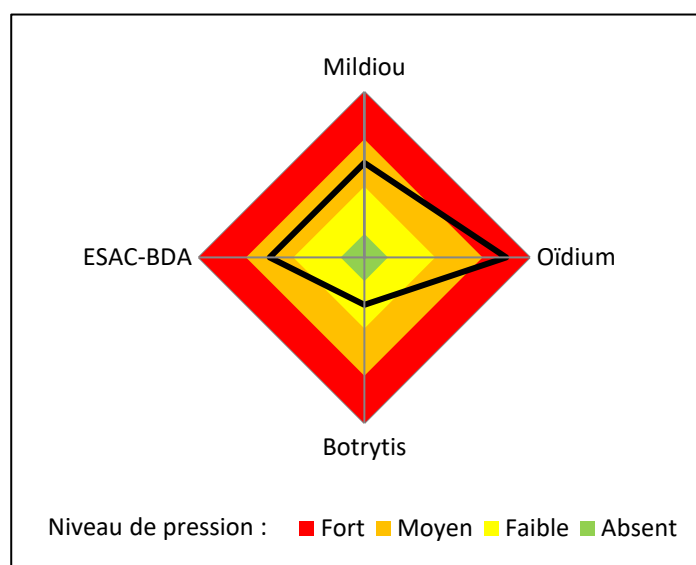 Mildiou
ESAC-BDA
Oïdium
Botrytis
Niveau de pression : Fort Moyen Faible Absent